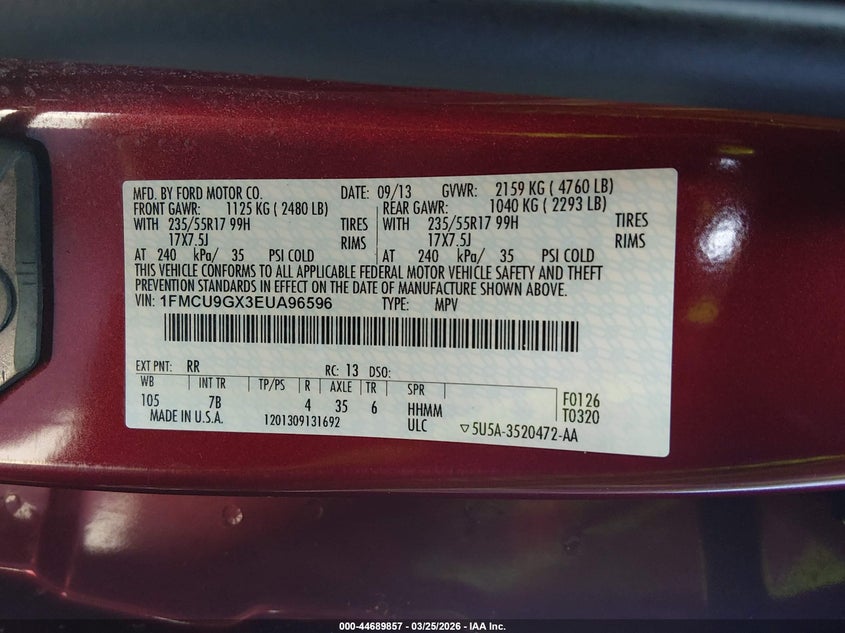 MFD. BY FORD MOTOR CO. DATE: 09/13 GVWR: 2159 KG ( 4760 LB)
FRONT GAWR: 1125 KG ( 2480 LB) REAR GAWR: 1040 KG ( 2293 LB)
WITH 235/55R17 99H TIRES WITH 235/55R17 99H TIRES
17X7.5J RIMS 17X7.5J RIMS
AT 240 kPa/ 35 PSI COLD AT 240 kPa/ 35 PSI COLD
THIS VEHICLE CONFORMS TO ALL APPLICABLE FEDERAL MOTOR VEHICLE SAFETY AND THEFT
PREVENTION STANDARDS IN EFFECT ON THE DATE OF MANUFACTURE SHOWN ABOVE.
VIN: 1FMCU9GX3EUA96596 TYPE: MPV
EXT PNT: RR RC: 13 DSO:
WB INT TR TP/PS R AXLE TR SPR
105 7B 4 35 6 HHMM F0126
MADE IN U.S.A. 1201309131692 ULC T0320
▽5U5A-3520472-AA
000-44689857 - 03/25/2026 - IAA Inc.